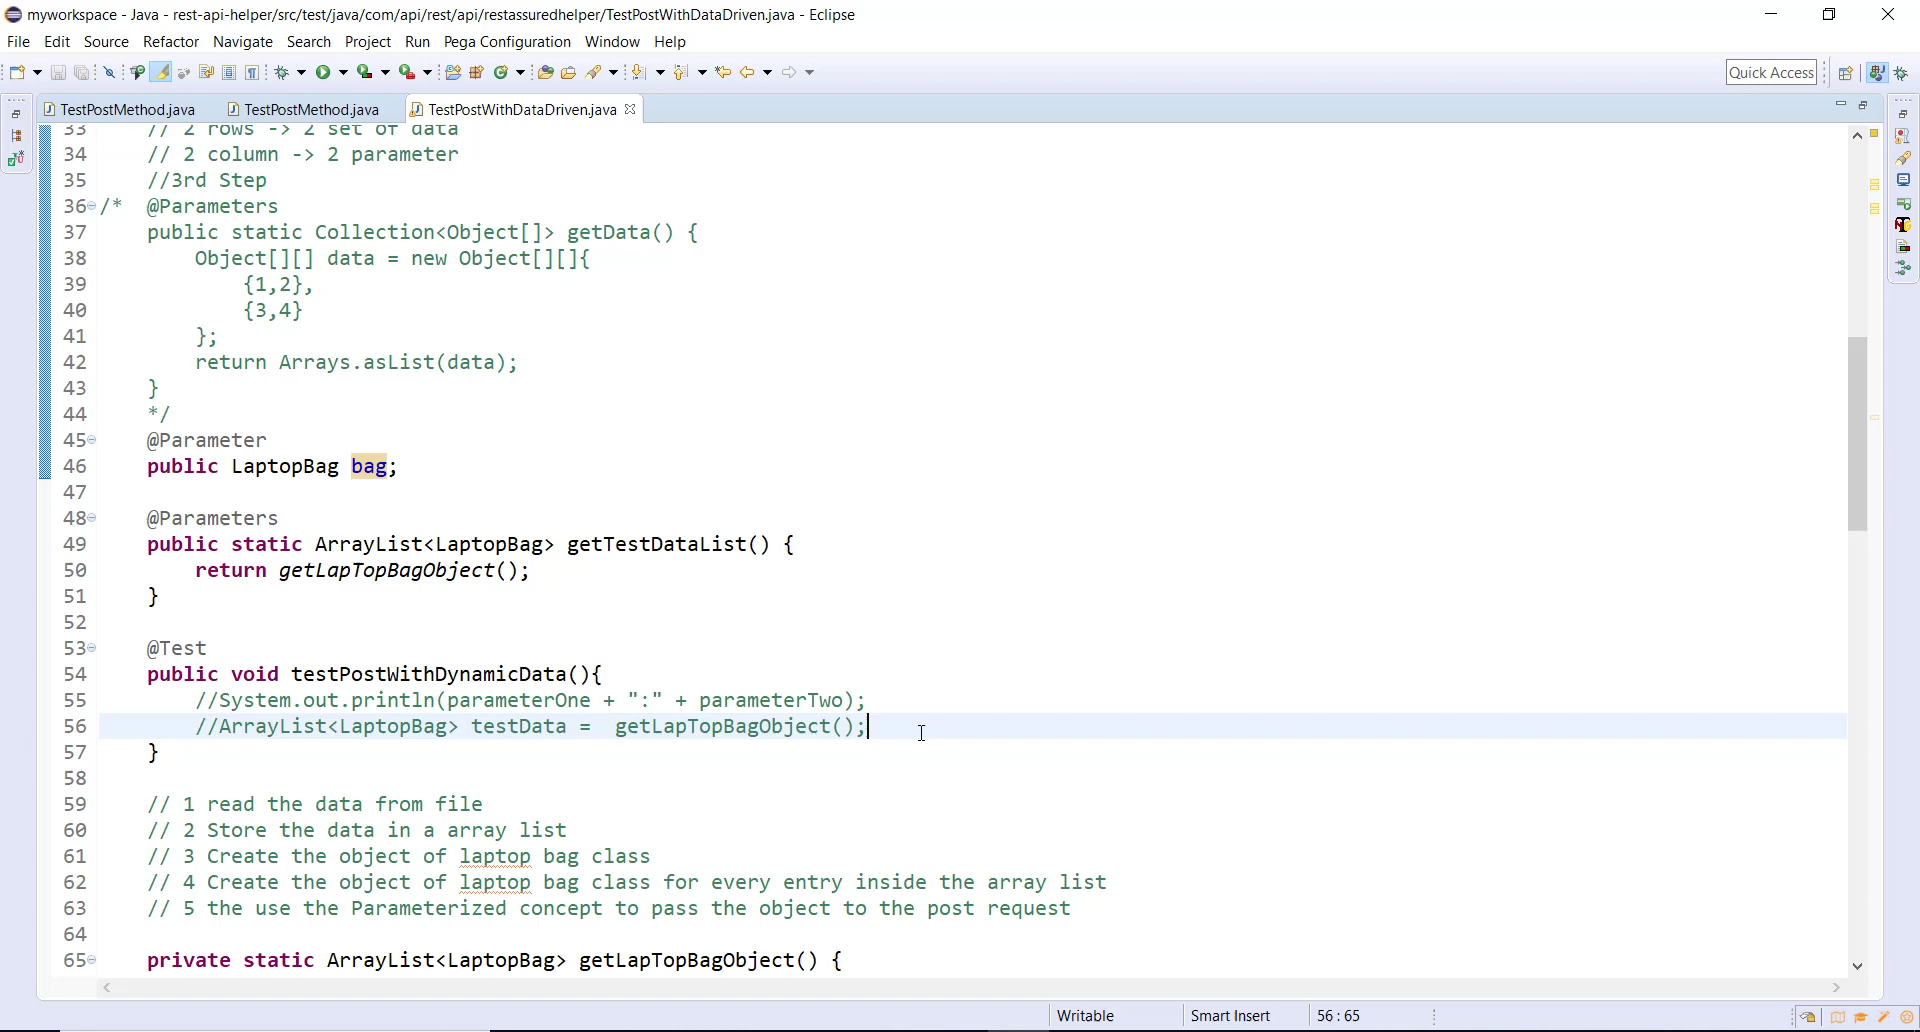 myworkspace - Java - rest-api-helper/src/test/java/com/api/rest/api/restassuredhelper/TestPostWithDataDriven.java - Eclipse
File Edit Source Refactor Navigate Search Project Run Pega Configuration Window Help
Quick Access
TestPostMethod.java TestPostMethod.java TestPostWithDataDriven.java
33 // 2 rows -> 2 set of data
34 // 2 column -> 2 parameter
35 //3rd Step
36 /* @Parameters
37 public static Collection<Object[]> getData() {
38 Object[][] data = new Object[][]{
39 {1,2},
40 {3,4}
41 };
42 return Arrays.asList(data);
43 }
44 */
45 @Parameter
46 public LaptopBag bag;
47
48 @Parameters
49 public static ArrayList<LaptopBag> getTestDataList() {
50 return getLapTopBagObject();
51 }
52
53 @Test
54 public void testPostWithDynamicData(){
55 //System.out.println(parameterOne + ":" + parameterTwo);
56 //ArrayList<LaptopBag> testData =  getLapTopBagObject();
57 }
58
59 // 1 read the data from file
60 // 2 Store the data in a array list
61 // 3 Create the object of laptop bag class
62 // 4 Create the object of laptop bag class for every entry inside the array list
63 // 5 the use the Parameterized concept to pass the object to the post request
64
65 private static ArrayList<LaptopBag> getLapTopBagObject() {
Writable Smart Insert 56 : 65